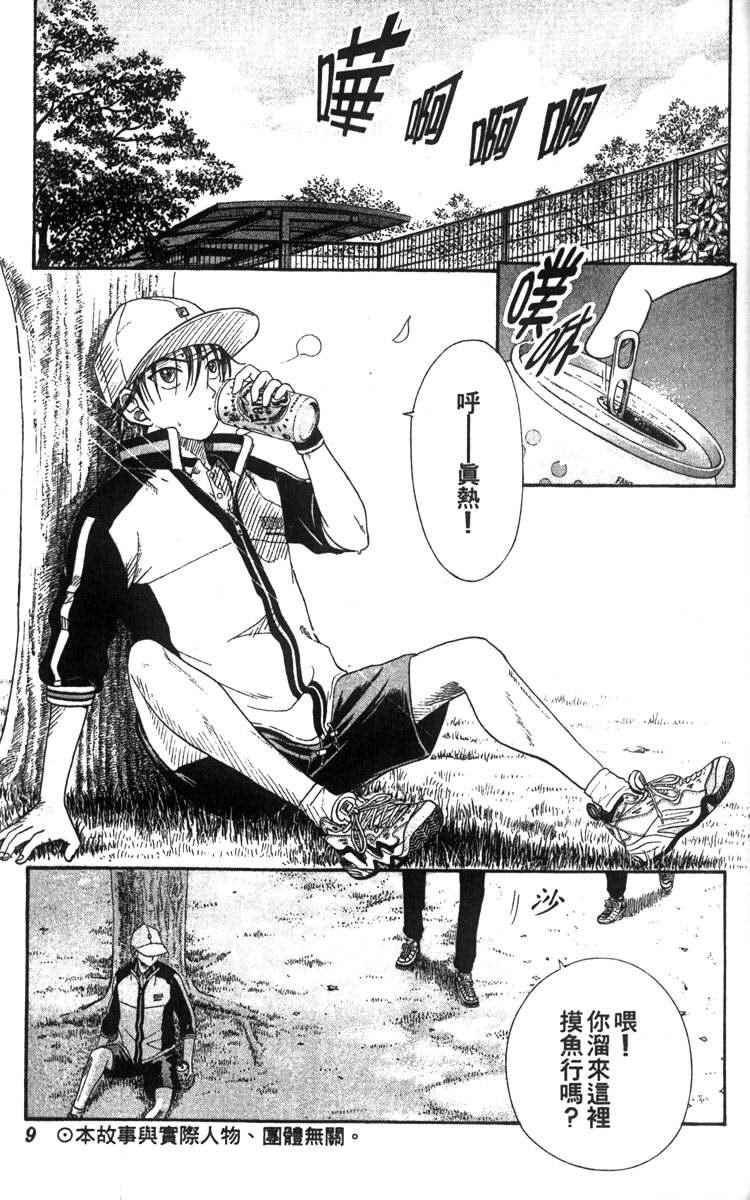 嘩啊啊啊
噗
咻
呼——真熱！
沙
喂！
你溜來這裡
摸魚行嗎？
9 ⊙本故事與實際人物、團體無關。